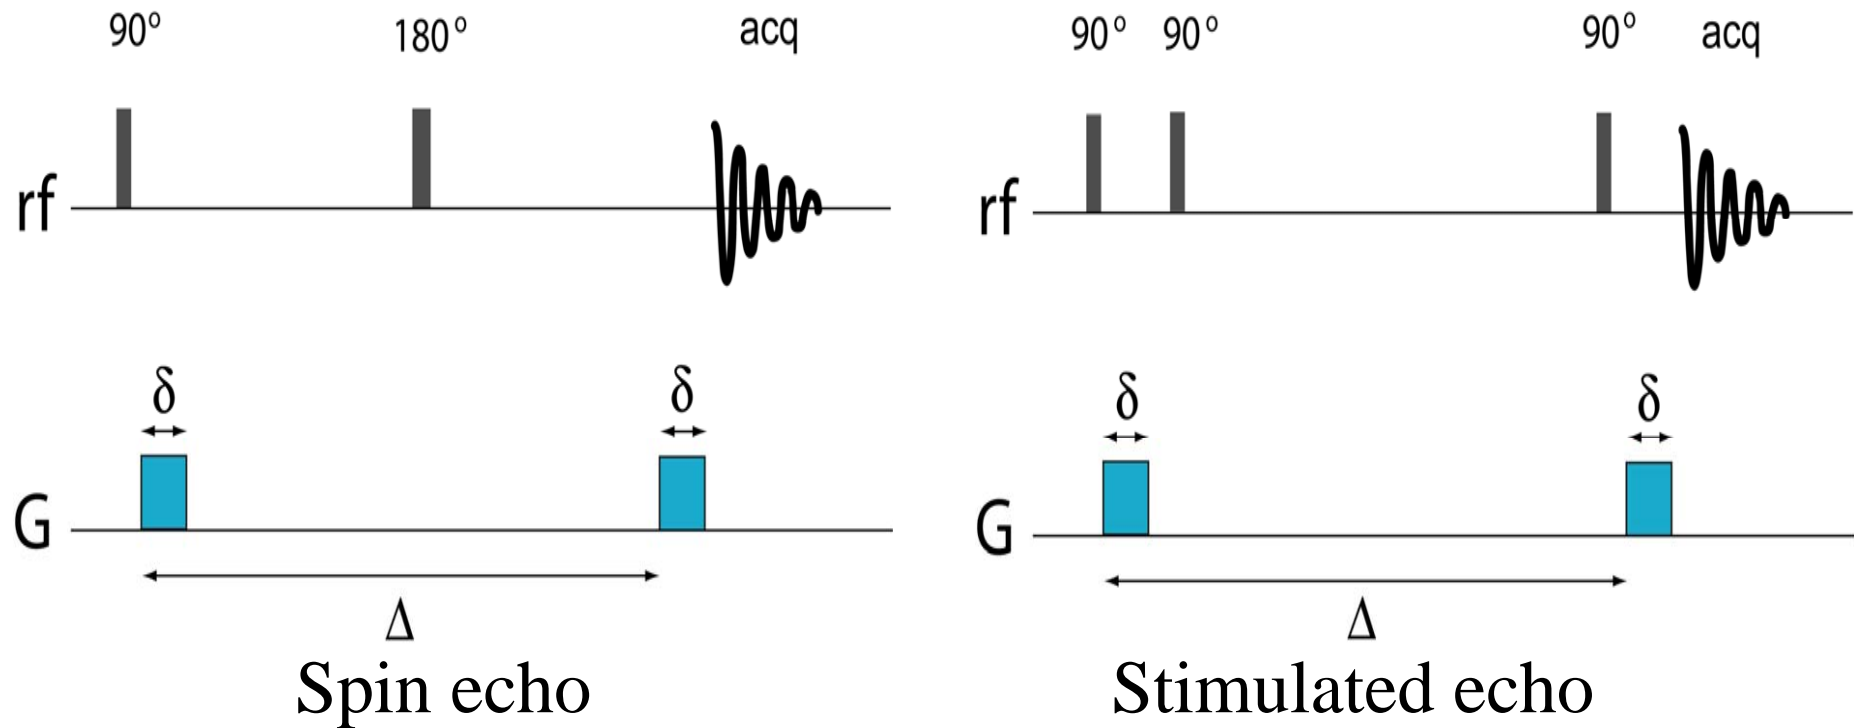 90° 180° acq
rf
δ δ
G
Δ
Spin echo
90° 90° 90° acq
rf
δ δ
G
Δ
Stimulated echo